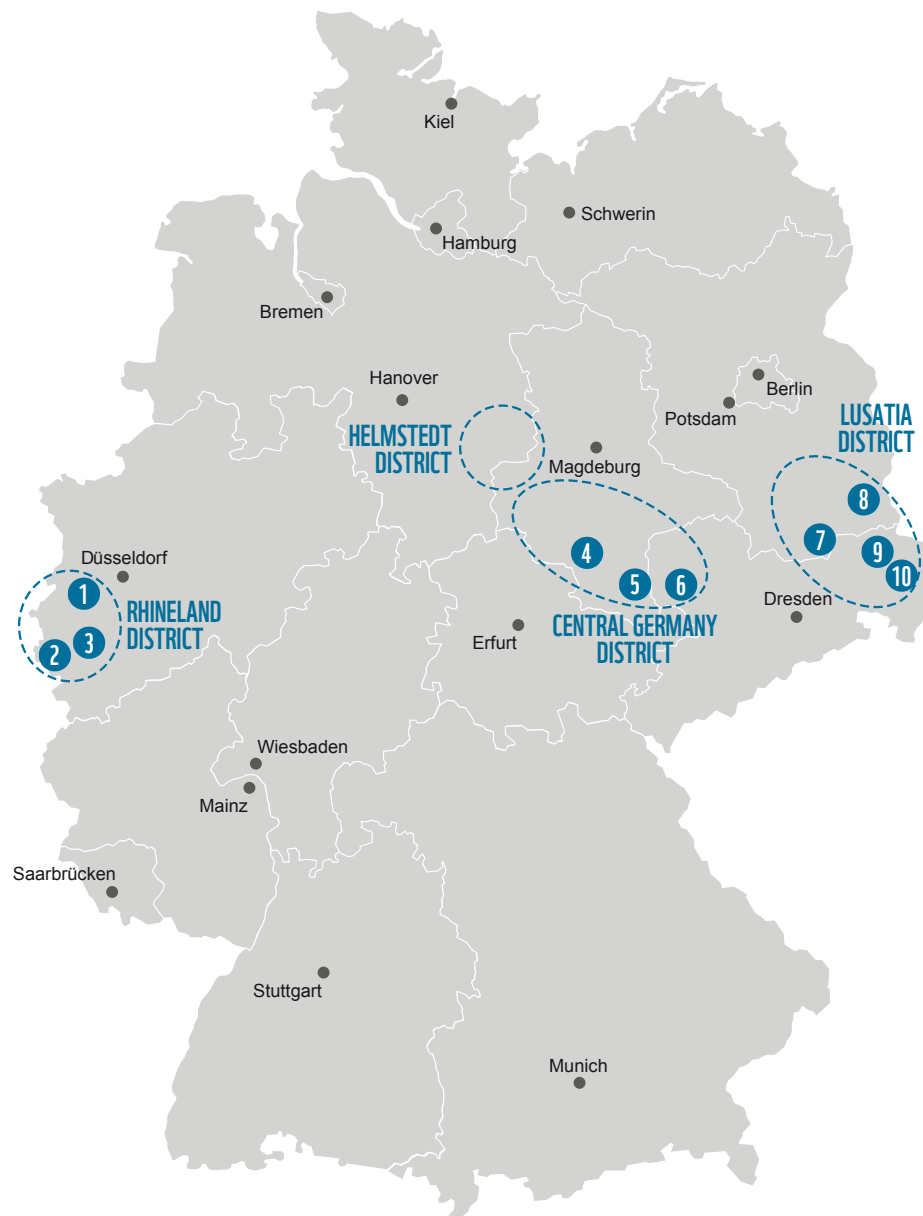 Kiel
Schwerin
Hamburg
Bremen
Hanover
Berlin
Potsdam
LUSATIA
DISTRICT
HELMSTEDT
DISTRICT
Magdeburg
8
7
9
10
4
5
6
Düsseldorf
1
RHINELAND
DISTRICT
2
3
Dresden
CENTRAL GERMANY
DISTRICT
Erfurt
Wiesbaden
Mainz
Saarbrücken
Stuttgart
Munich